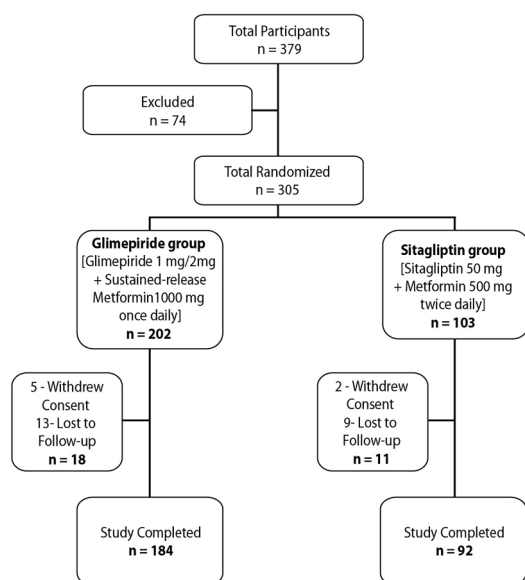 Total Participants
n = 379
Excluded
n = 74
Total Randomized
n = 305
Glimepiride group
[Glimepiride 1 mg/2mg
+ Sustained-release
Metformin1000 mg
once daily]
n = 202
Sitagliptin group
[Sitagliptin 50 mg
+ Metformin 500 mg
twice daily]
n = 103
5 - Withdrew
Consent
13- Lost to
Follow-up
n = 18
2 - Withdrew
Consent
9- Lost to
Follow-up
n = 11
Study Completed
n = 184
Study Completed
n = 92